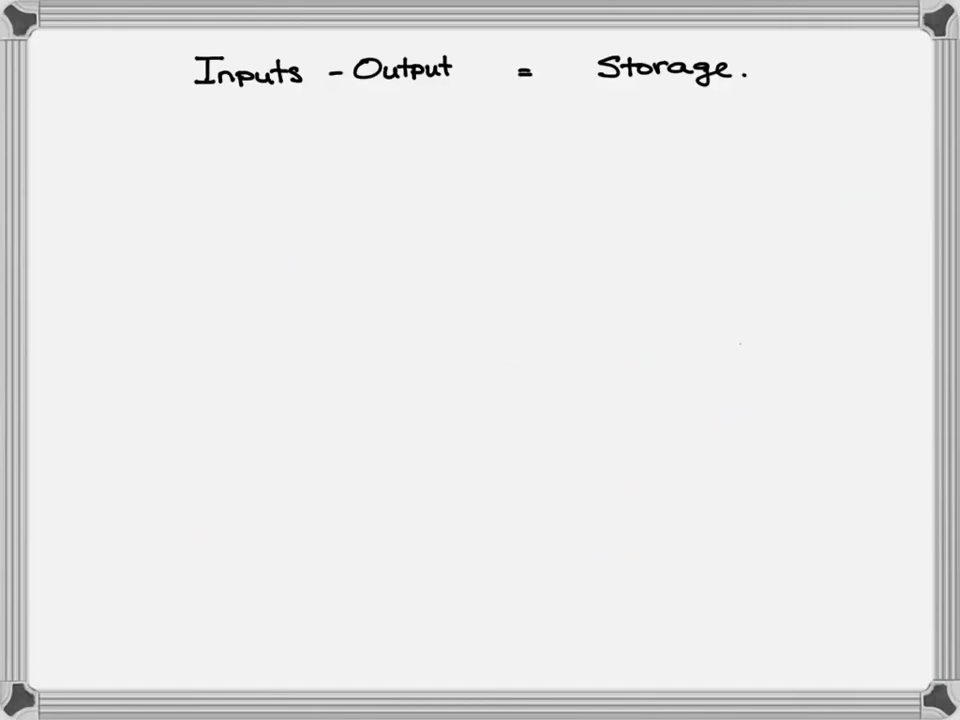 Inputs - Output = Storage.